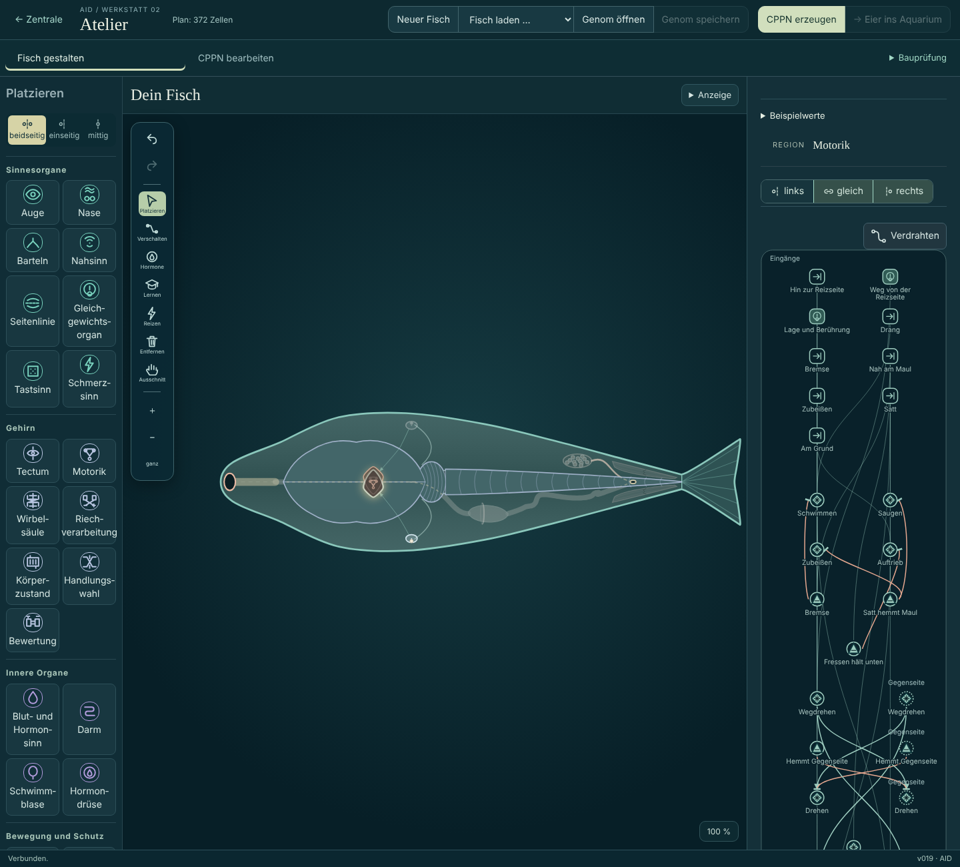 ← Zentrale
AID / WERKSTATT 02
Atelier
Plan: 372 Zellen
Neuer Fisch
Fisch laden ...
Genom öffnen
Genom speichern
CPPN erzeugen
→ Eier ins Aquarium
Fisch gestalten
CPPN bearbeiten
Bauprüfung
Platzieren
beidseitig
einseitig
mittig
Sinnesorgane
Auge
Nase
Barteln
Nahsinn
Seitenlinie
Gleich-
gewichts-
organ
Tastsinn
Schmerz-
sinn
Gehirn
Tectum
Motorik
Wirbel-
säule
Riech-
verarbeitung
Körper-
zustand
Handlungs-
wahl
Bewertung
Innere Organe
Blut- und
Hormon-
sinn
Darm
Schwimm-
blase
Hormon-
drüse
Bewegung und Schutz
Dein Fisch
Anzeige
Platzieren
Verschalten
Hormone
Lernen
Reizen
Entfernen
Ausschnitt
+
−
ganz
100 %
Beispielwerte
REGION Motorik
links
gleich
rechts
Verdrahten
Eingänge
Hin zur Reizseite
Weg von der
Reizseite
Lage und Berührung
Drang
Bremse
Nah am Maul
Zubeißen
Satt
Am Grund
Schwimmen
Saugen
Zubeißen
Auftrieb
Bremse
Satt hemmt Maul
Fressen hält unten
Gegenseite
Wegdrehen
Wegdrehen
Gegenseite
Hemmt Gegenseite
Hemmt Gegenseite
Gegenseite
Drehen
Drehen
Verbunden.
v019 · AID